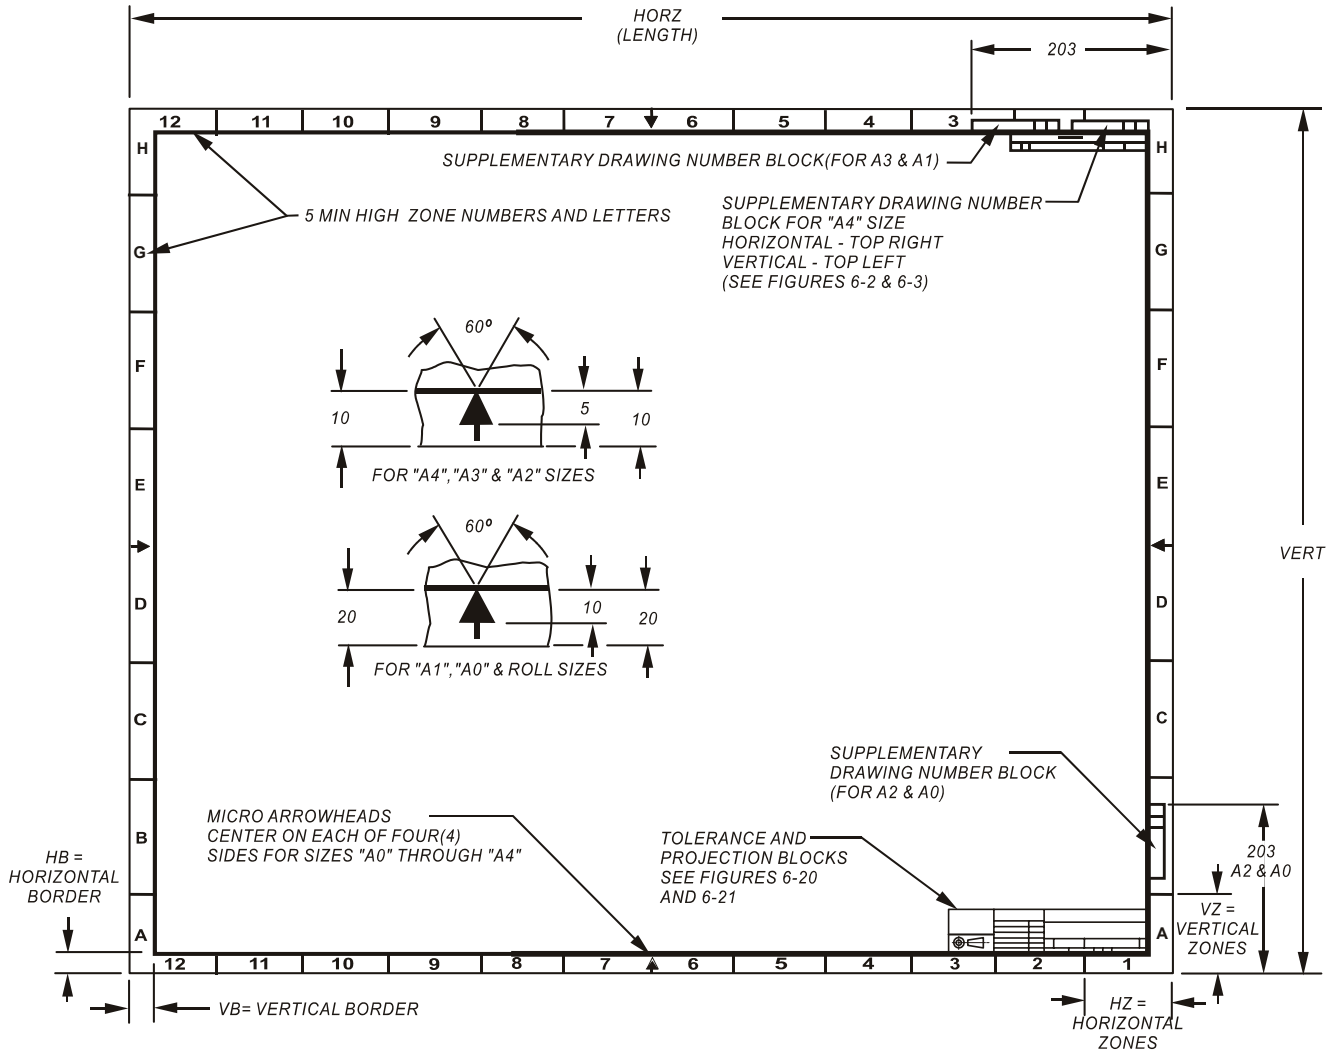 HORZ
(LENGTH)
203
12 11 10 9 8 7 6 5 4 3
H
H
SUPPLEMENTARY DRAWING NUMBER BLOCK(FOR A3 & A1)
5 MIN HIGH ZONE NUMBERS AND LETTERS
SUPPLEMENTARY DRAWING NUMBER
BLOCK FOR "A4" SIZE
HORIZONTAL - TOP RIGHT
VERTICAL - TOP LEFT
(SEE FIGURES 6-2 & 6-3)
G
G
60º
F
F
10
5
10
FOR "A4","A3" & "A2" SIZES
E
E
60º
VERT
20
10
20
D
D
FOR "A1","A0" & ROLL SIZES
C
C
SUPPLEMENTARY
DRAWING NUMBER BLOCK
(FOR A2 & A0)
MICRO ARROWHEADS
CENTER ON EACH OF FOUR(4)
SIDES FOR SIZES "A0" THROUGH "A4"
TOLERANCE AND
PROJECTION BLOCKS
SEE FIGURES 6-20
AND 6-21
B
203
A2 & A0
HB =
HORIZONTAL
BORDER
VZ =
VERTICAL
ZONES
A
A
12 11 10 9 8 7 6 5 4 3 2 1
VB= VERTICAL BORDER
HZ =
HORIZONTAL
ZONES